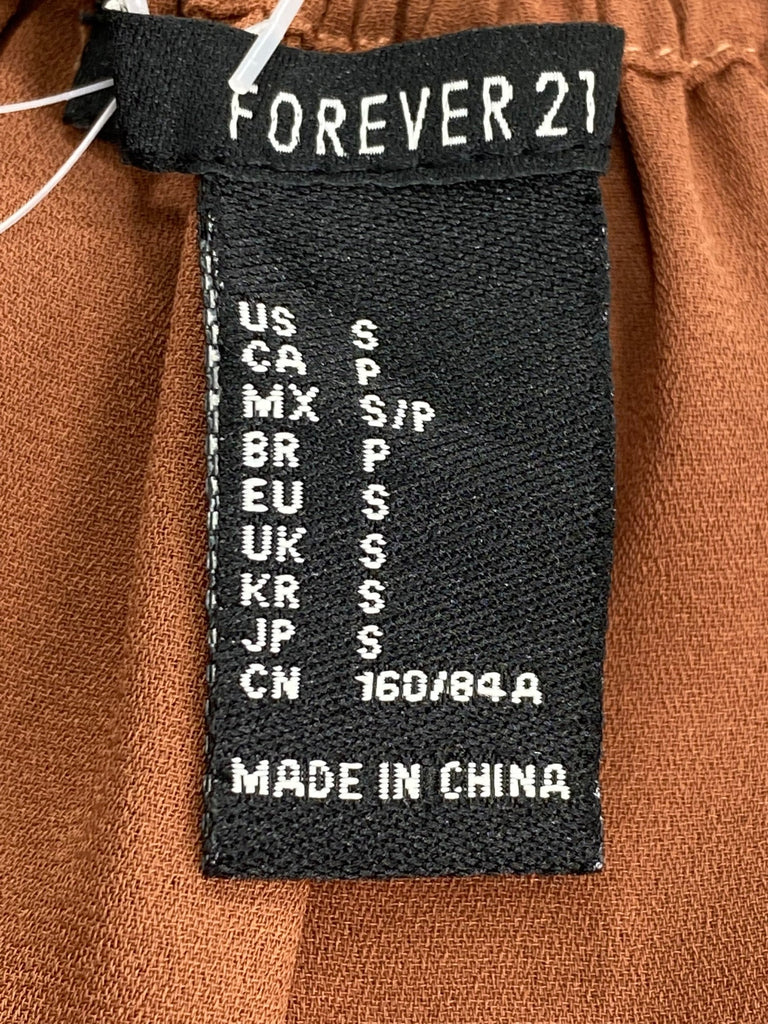 FOREVER 21
US S
CA P
MX S/P
BR P
EU S
UK S
KR S
JP S
CN 160/84A
MADE IN CHINA